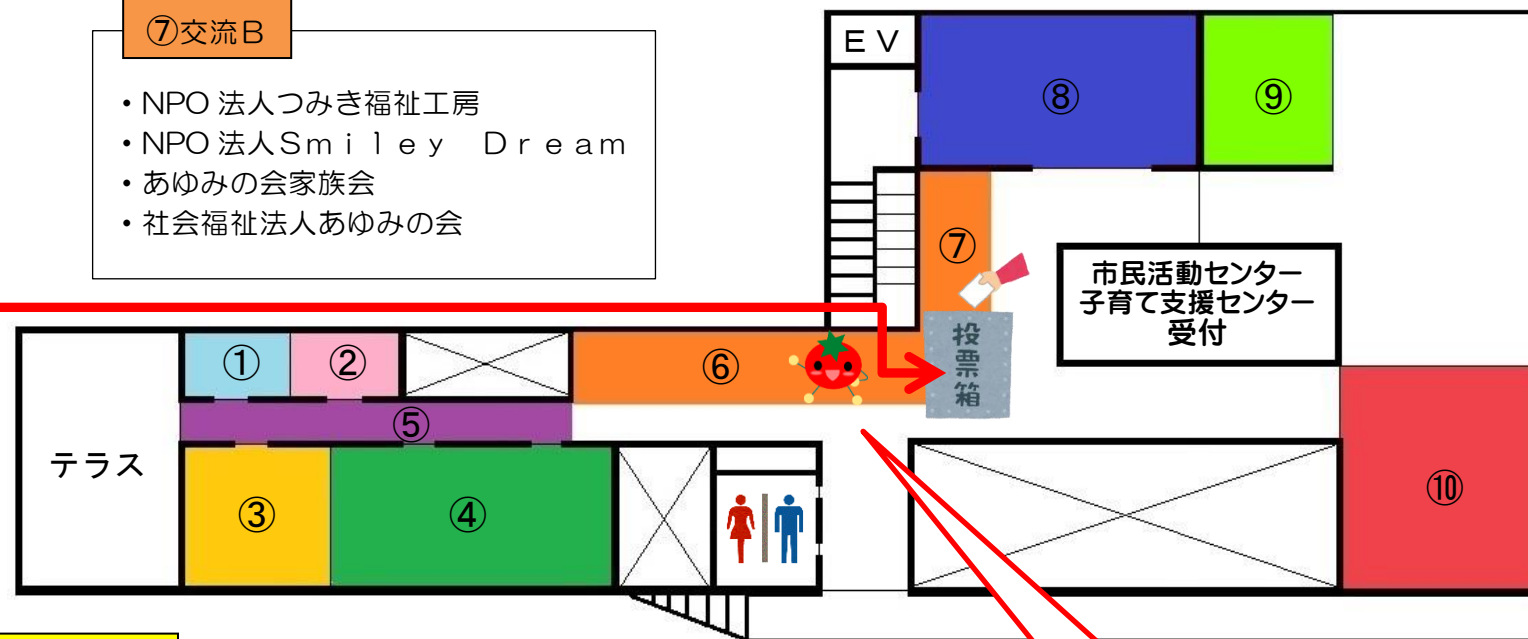 ⑦交流B
・NPO 法人つみき福祉工房
・NPO 法人Ｓｍｉｌｅｙ　Ｄｒｅａｍ
・あゆみの会家族会
・社会福祉法人あゆみの会
ＥＶ
⑧
⑨
⑦
市民活動センター
子育て支援センター
受付
投票箱
①
②
⑥
⑤
テラス
③
④
⑩